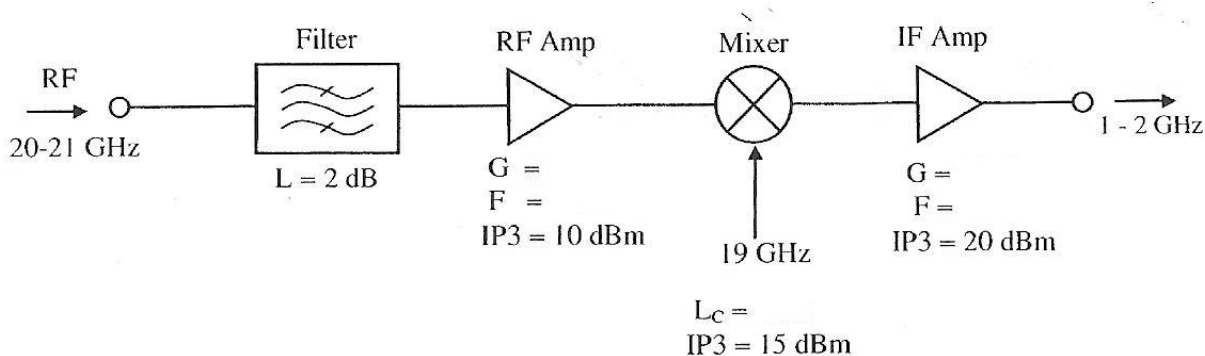 Filter
RF Amp
Mixer
IF Amp
RF
20-21 GHz
1 - 2 GHz
L = 2 dB
G =
F =
IP3 = 10 dBm
19 GHz
L_C =
IP3 = 15 dBm
G =
F =
IP3 = 20 dBm